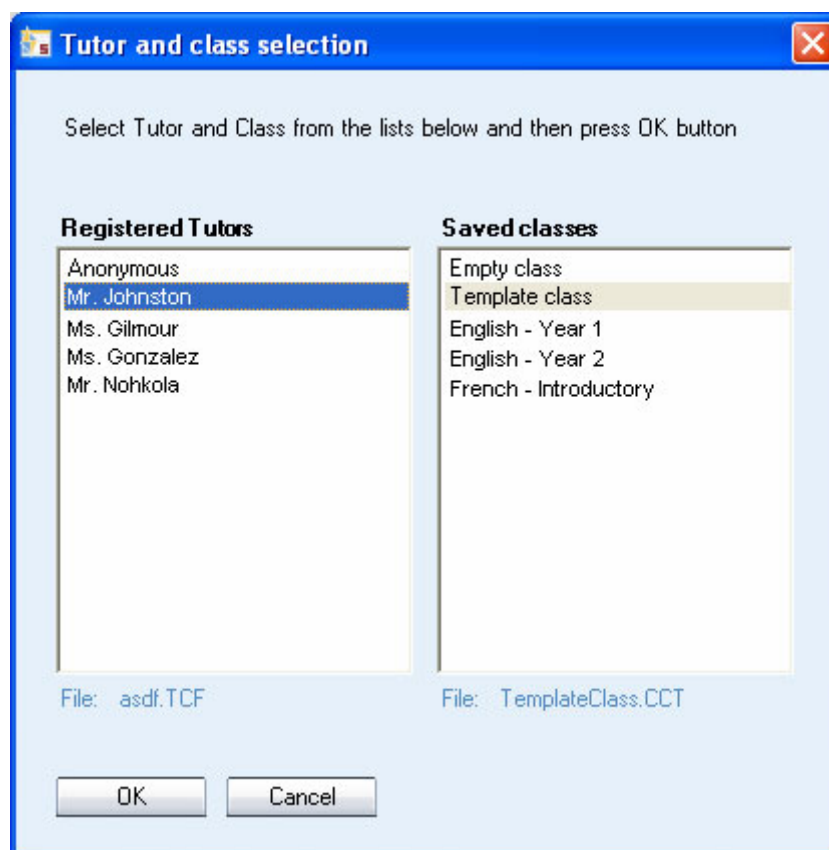 Tutor and class selection
Select Tutor and Class from the lists below and then press OK button
Registered Tutors
Anonymous
Mr. Johnston
Ms. Gilmour
Ms. Gonzalez
Mr. Nohkola
File: asdf.TCF
Saved classes
Empty class
Template class
English - Year 1
English - Year 2
French - Introductory
File: TemplateClass.CCT
OK
Cancel